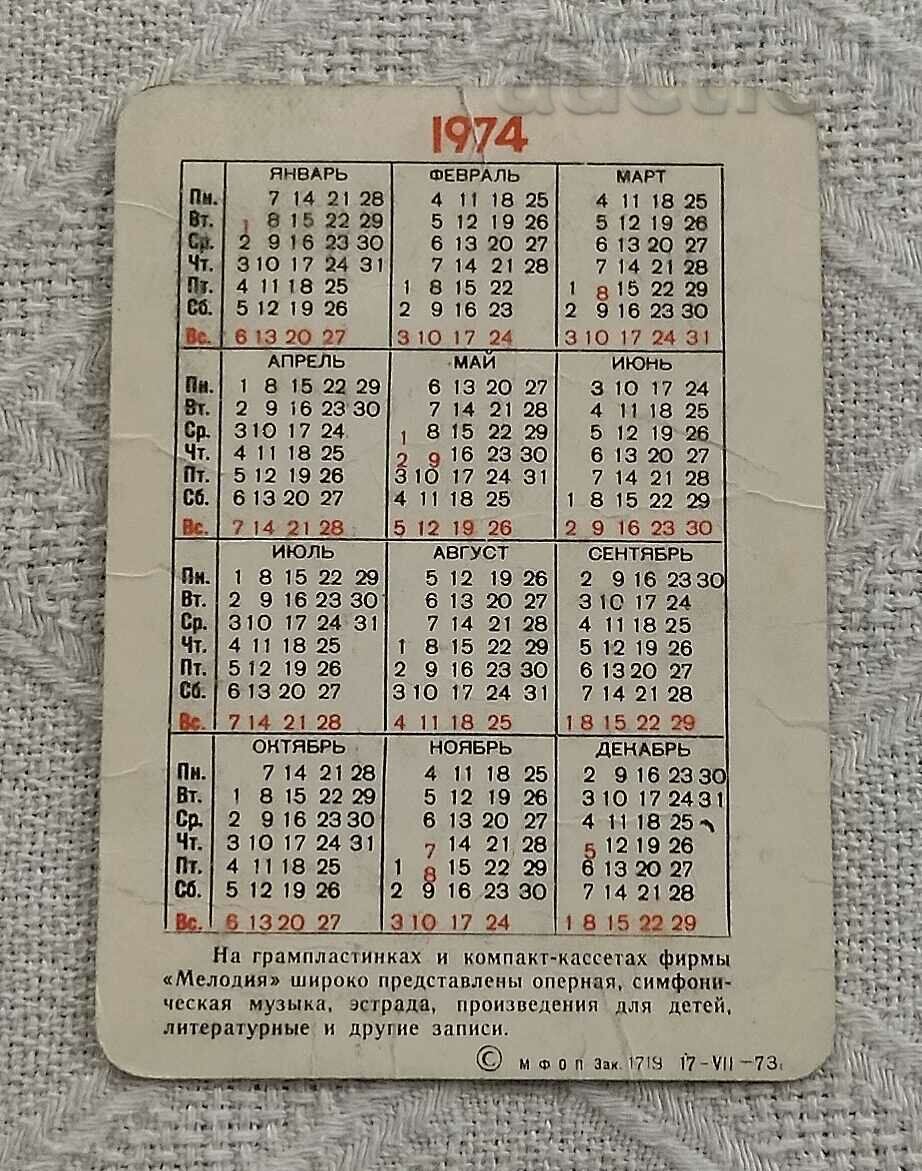 1974
ЯНВАРЬ ФЕВРАЛЬ МАРТ
Пн. 7 14 21 28 4 11 18 25 4 11 18 25
Вт. 1 8 15 22 29 5 12 19 26 5 12 19 26
Ср. 2 9 16 23 30 6 13 20 27 6 13 20 27
Чт. 3 10 17 24 31 7 14 21 28 7 14 21 28
Пт. 4 11 18 25 1 8 15 22 1 8 15 22 29
Сб. 5 12 19 26 2 9 16 23 2 9 16 23 30
Вс. 6 13 20 27 3 10 17 24 3 10 17 24 31
АПРЕЛЬ МАЙ ИЮНЬ
Пн. 1 8 15 22 29 6 13 20 27 3 10 17 24
Вт. 2 9 16 23 30 7 14 21 28 4 11 18 25
Ср. 3 10 17 24 1 8 15 22 29 5 12 19 26
Чт. 4 11 18 25 2 9 16 23 30 6 13 20 27
Пт. 5 12 19 26 3 10 17 24 31 7 14 21 28
Сб. 6 13 20 27 4 11 18 25 1 8 15 22 29
Вс. 7 14 21 28 5 12 19 26 2 9 16 23 30
ИЮЛЬ АВГУСТ СЕНТЯБРЬ
Пн. 1 8 15 22 29 5 12 19 26 2 9 16 23 30
Вт. 2 9 16 23 30 6 13 20 27 3 10 17 24
Ср. 3 10 17 24 31 7 14 21 28 4 11 18 25
Чт. 4 11 18 25 1 8 15 22 29 5 12 19 26
Пт. 5 12 19 26 2 9 16 23 30 6 13 20 27
Сб. 6 13 20 27 3 10 17 24 31 7 14 21 28
Вс. 7 14 21 28 4 11 18 25 1 8 15 22 29
ОКТЯБРЬ НОЯБРЬ ДЕКАБРЬ
Пн. 7 14 21 28 4 11 18 25 2 9 16 23 30
Вт. 1 8 15 22 29 5 12 19 26 3 10 17 24 31
Ср. 2 9 16 23 30 6 13 20 27 4 11 18 25
Чт. 3 10 17 24 31 7 14 21 28 5 12 19 26
Пт. 4 11 18 25 1 8 15 22 29 6 13 20 27
Сб. 5 12 19 26 2 9 16 23 30 7 14 21 28
Вс. 6 13 20 27 3 10 17 24 1 8 15 22 29
На грампластинках и компакт-кассетах фирмы
«Мелодия» широко представлены оперная, симфони-
ческая музыка, эстрада, произведения для детей,
литературные и другие записи.
© МФОП Зак. 1719 17-VII-73г